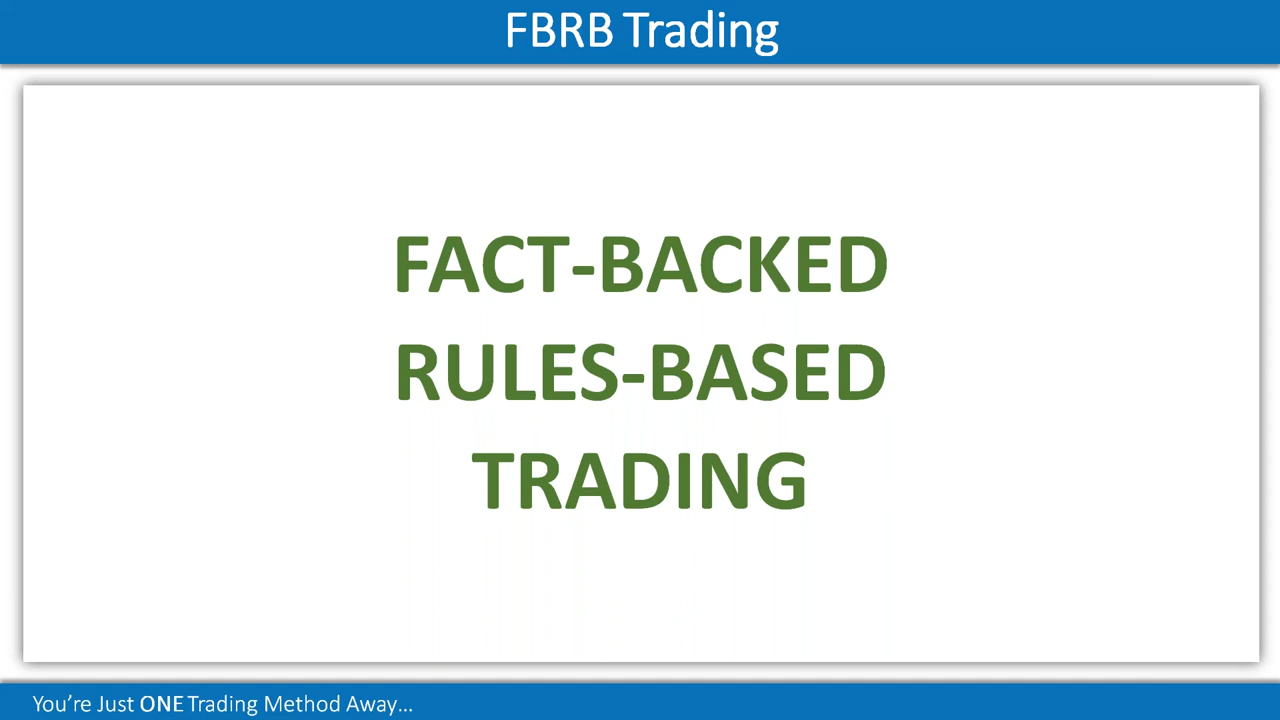 FBRB Trading
FACT-BACKED
RULES-BASED
TRADING
You’re Just ONE Trading Method Away…